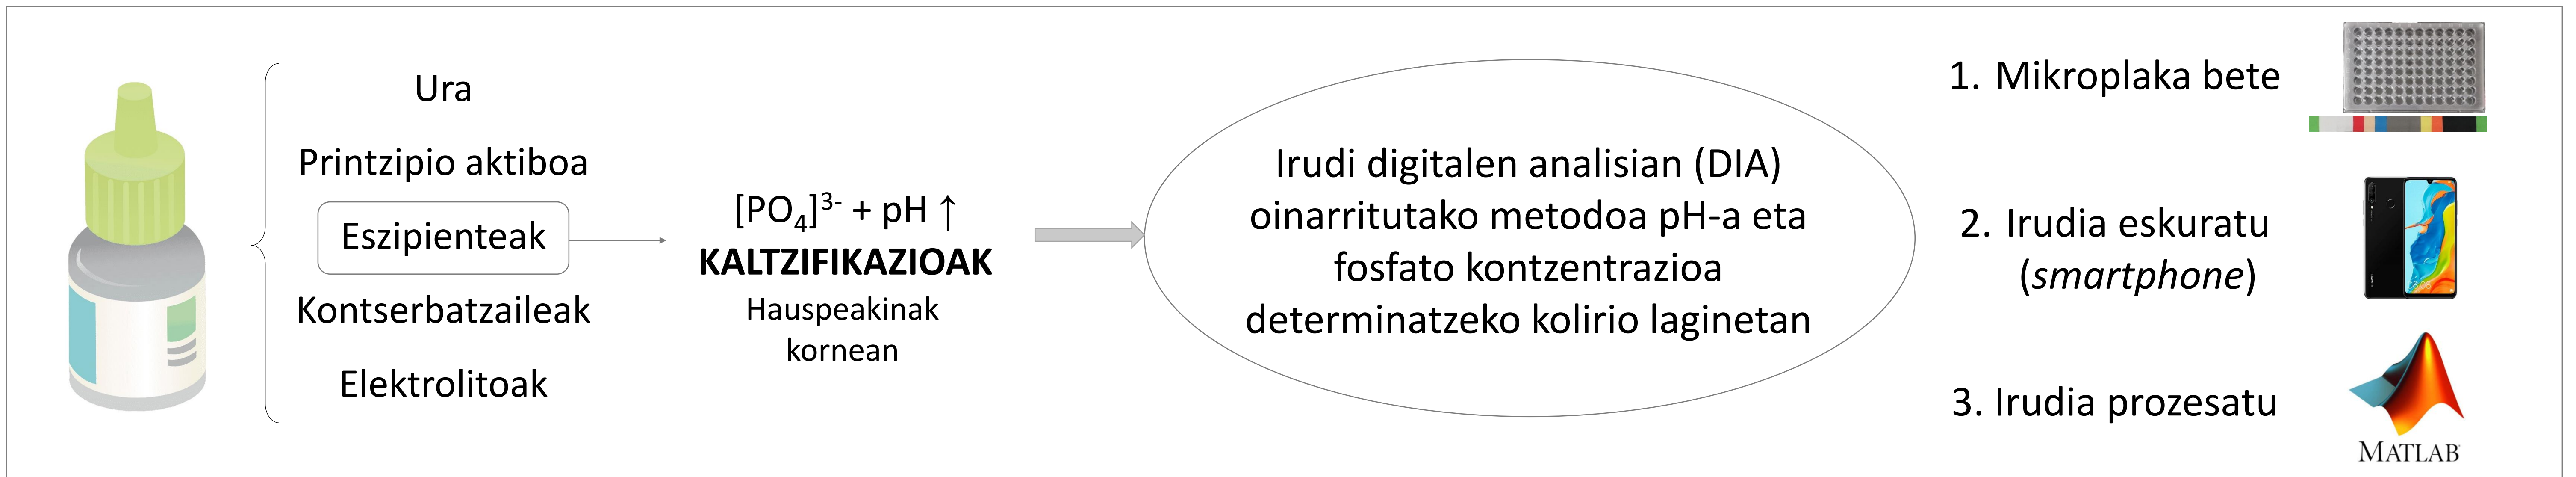 Ura
Printzipio aktiboa
Eszipienteak
Kontserbatzaileak
Elektrolitoak
[PO₄]³⁻ + pH ↑
KALTZIFIKAZIOAK
Hauspeakinak
kornean
Irudi digitalen analisian (DIA)
oinarritutako metodoa pH-a eta
fosfato kontzentrazioa
determinatzeko kolirio laginetan
1. Mikroplaka bete
2. Irudia eskuratu
(smartphone)
3. Irudia prozesatu
MATLAB